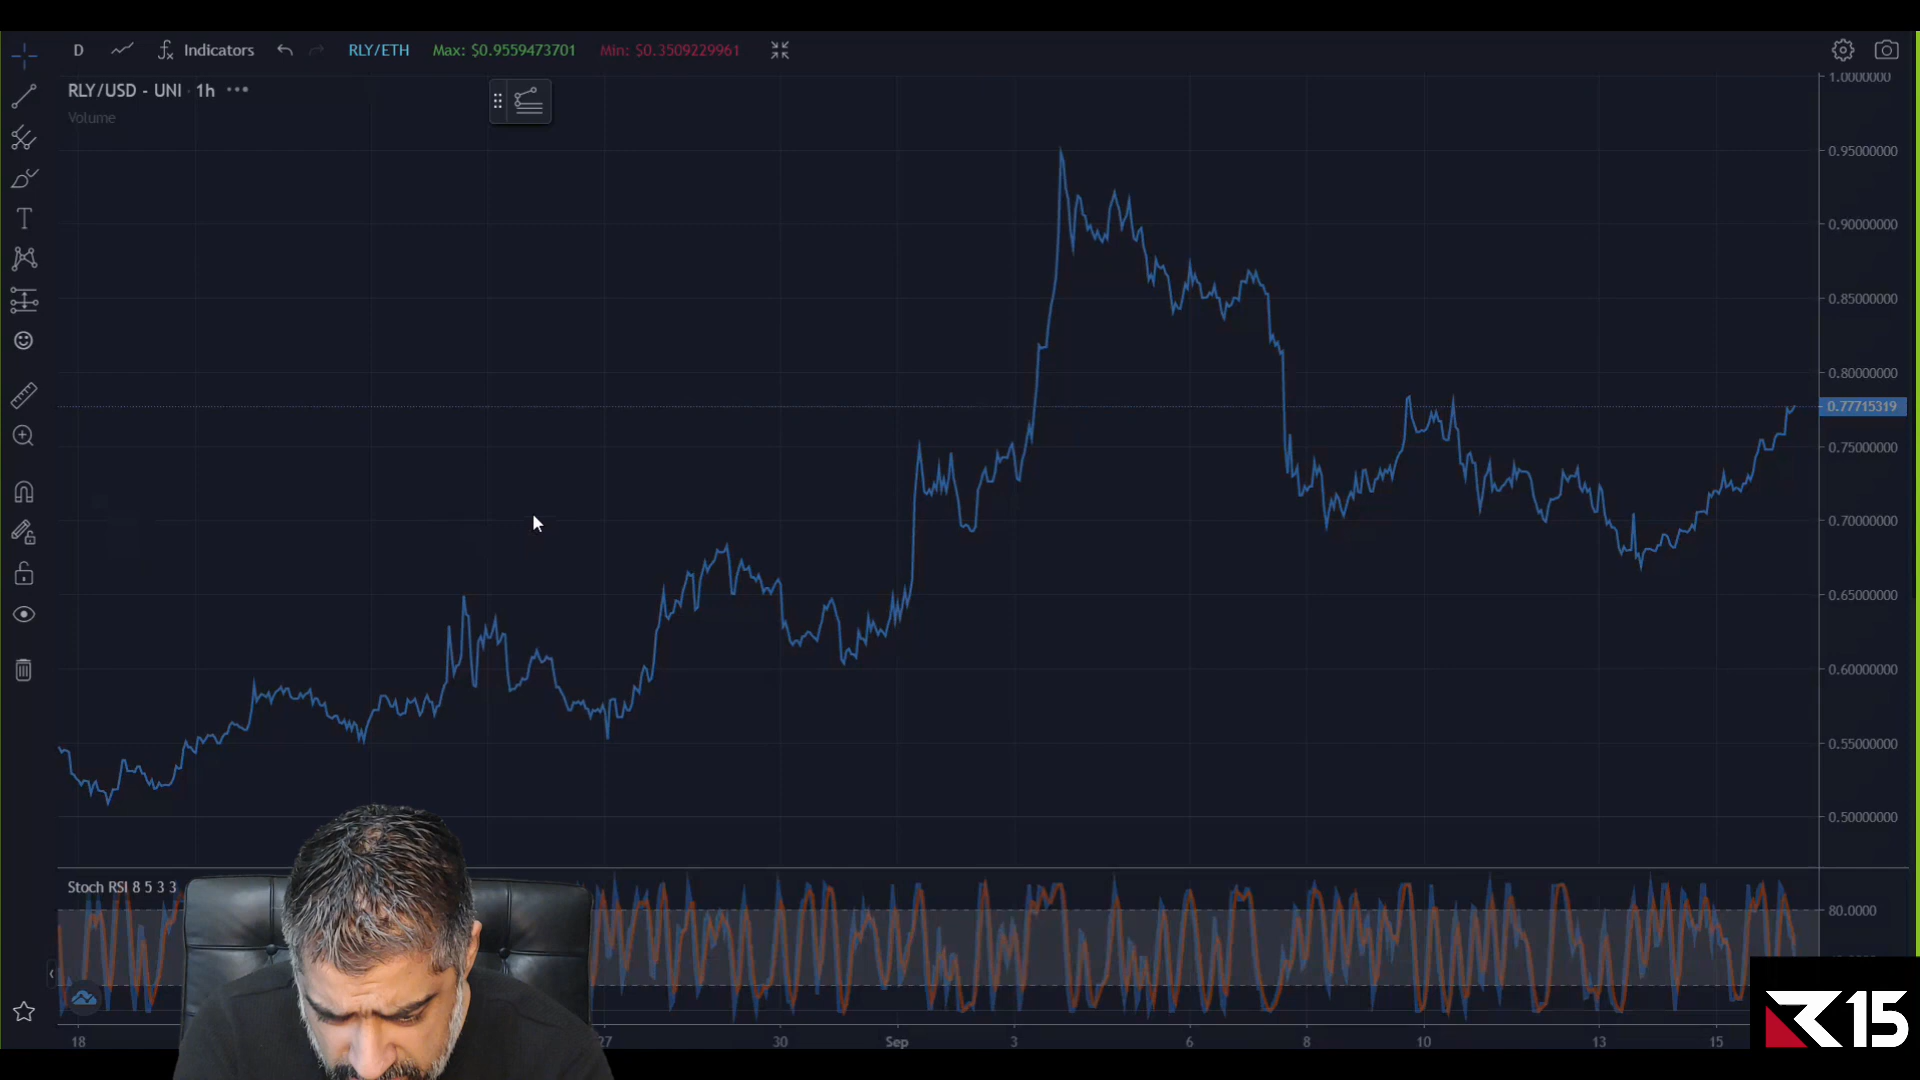 D Indicators RLY/ETH Max: $0.9559473701 Min: $0.3509229961
RLY/USD - UNI · 1h
Volume
1.0000000
0.95000000
0.90000000
0.85000000
0.80000000
0.77715319
0.75000000
0.70000000
0.65000000
0.60000000
0.55000000
0.50000000
Stoch RSI 8 5 3 3
80.0000
18 27 30 Sep 3 6 8 10 13 15
R15